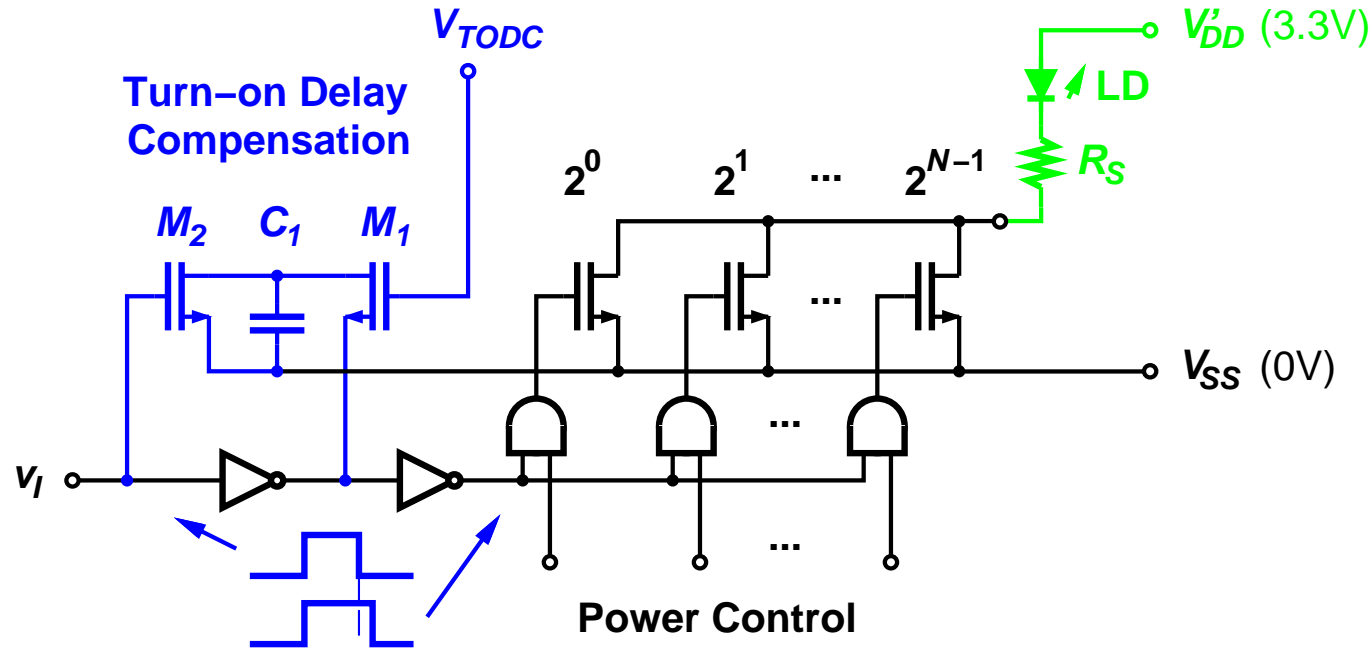 V_TODC
V'_DD (3.3V)
Turn–on Delay
Compensation
LD
R_S
2^0
2^1
...
2^{N–1}
M_2
C_1
M_1
...
V_SS (0V)
...
v_I
...
Power Control